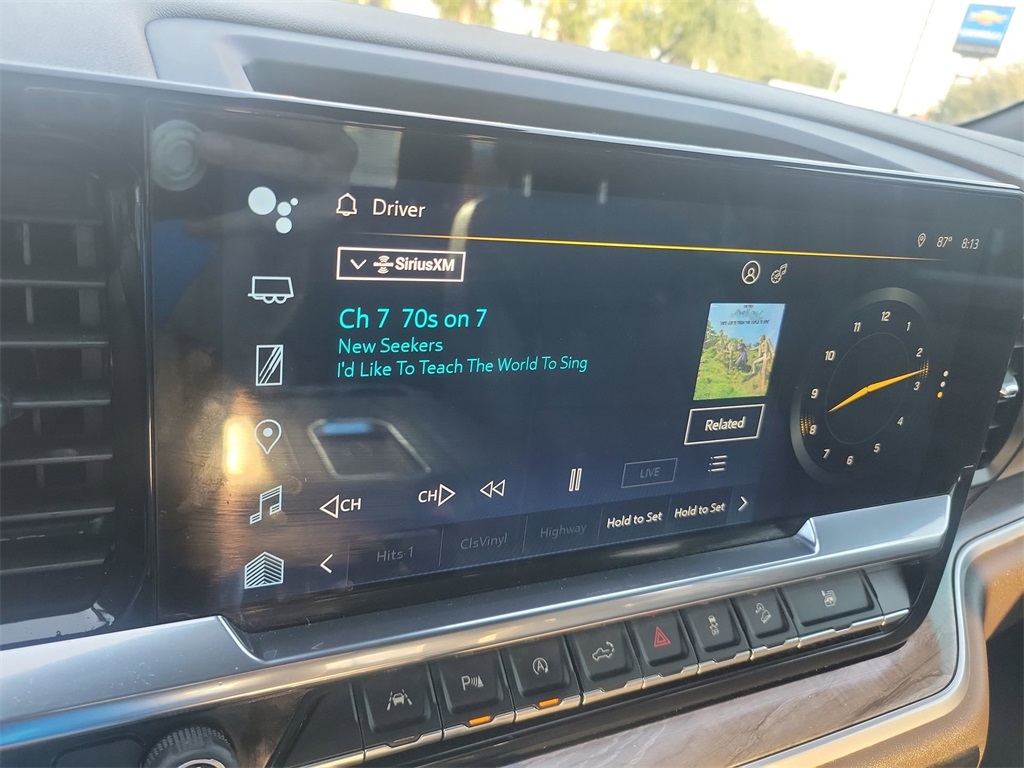 CHEVROLET
Driver
87° 8:13
SiriusXM
Ch 7 70s on 7
New Seekers
I'd Like To Teach The World To Sing
Related
12
1
2
3
4
5
6
7
8
9
10
11
CH
CH
LIVE
Hits 1
ClsVinyl
Highway
Hold to Set
Hold to Set
P
A